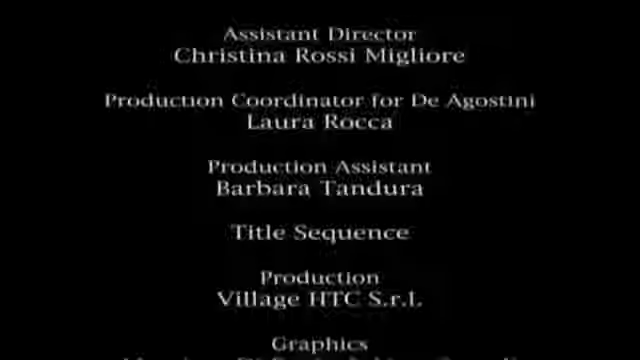 Assistant Director
Christina Rossi Migliore
Production Coordinator for De Agostini
Laura Rocca
Production Assistant
Barbara Tandura
Title Sequence
Production
Village HTC S.r.l.
Graphics